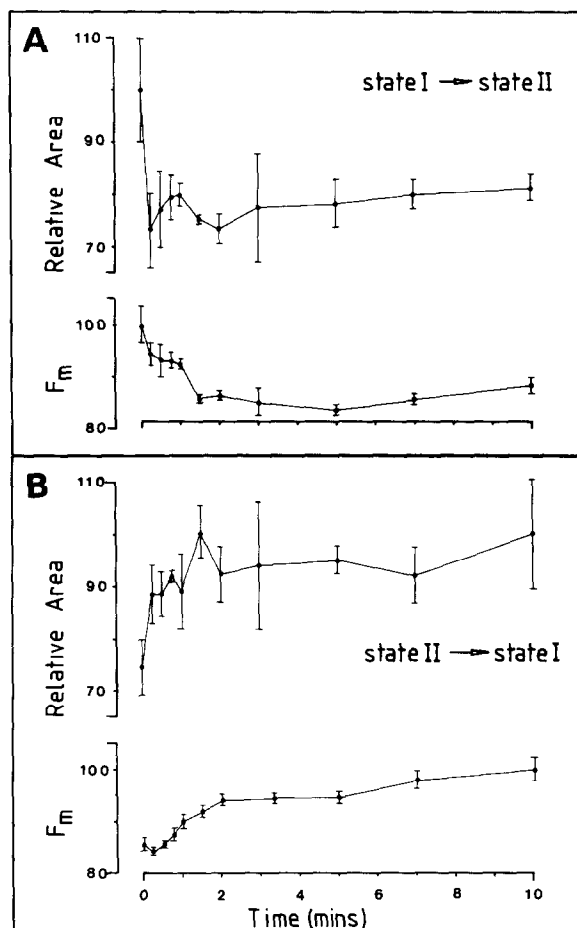 A
110
state I → state II
90
Relative Area
70
100
Fm
80
B
110
90
Relative Area
state II → state I
70
100
Fm
80
0 2 4 6 8 10
Time (mins)